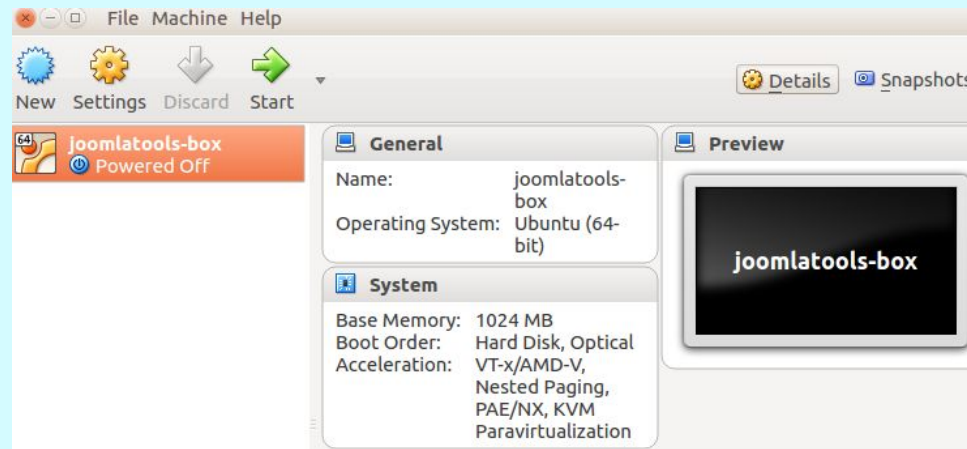 File Machine Help
New Settings Discard Start
Details Snapshots
64
joomlatools-box
Powered Off
General
Name: joomlatools-
box
Operating System: Ubuntu (64-
bit)
System
Base Memory: 1024 MB
Boot Order: Hard Disk, Optical
Acceleration: VT-x/AMD-V,
Nested Paging,
PAE/NX, KVM
Paravirtualization
Preview
joomlatools-box